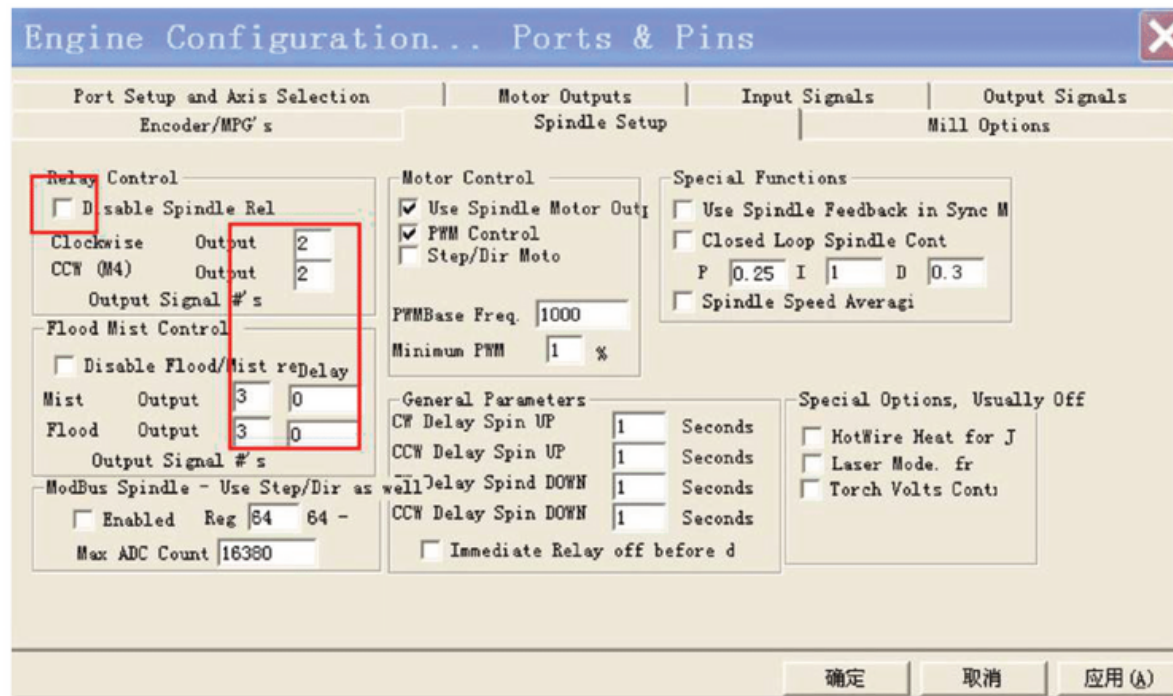 Engine Configuration... Ports & Pins
Port Setup and Axis Selection
Motor Outputs
Input Signals
Output Signals
Encoder/MPG's
Spindle Setup
Mill Options
Relay Control
Disable Spindle Rel
Clockwise Output 2
CCW (M4) Output 2
Output Signal #'s
Flood Mist Control
Disable Flood/Mist re Delay
Mist Output 3 0
Flood Output 3 0
Output Signal #'s
ModBus Spindle - Use Step/Dir as well
Enabled Reg 64 64 -
Max ADC Count 16380
Motor Control
Use Spindle Motor Outp
PWM Control
Step/Dir Moto
PWMBase Freq. 1000
Minimum PWM 1 %
General Parameters
CW Delay Spin UP 1 Seconds
CCW Delay Spin UP 1 Seconds
Delay Spind DOWN 1 Seconds
CCW Delay Spin DOWN 1 Seconds
Immediate Relay off before d
Special Functions
Use Spindle Feedback in Sync M
Closed Loop Spindle Cont
P 0.25 I 1 D 0.3
Spindle Speed Averagi
Special Options, Usually Off
HotWire Heat for J
Laser Mode. fr
Torch Volts Conti
确定
取消
应用(A)